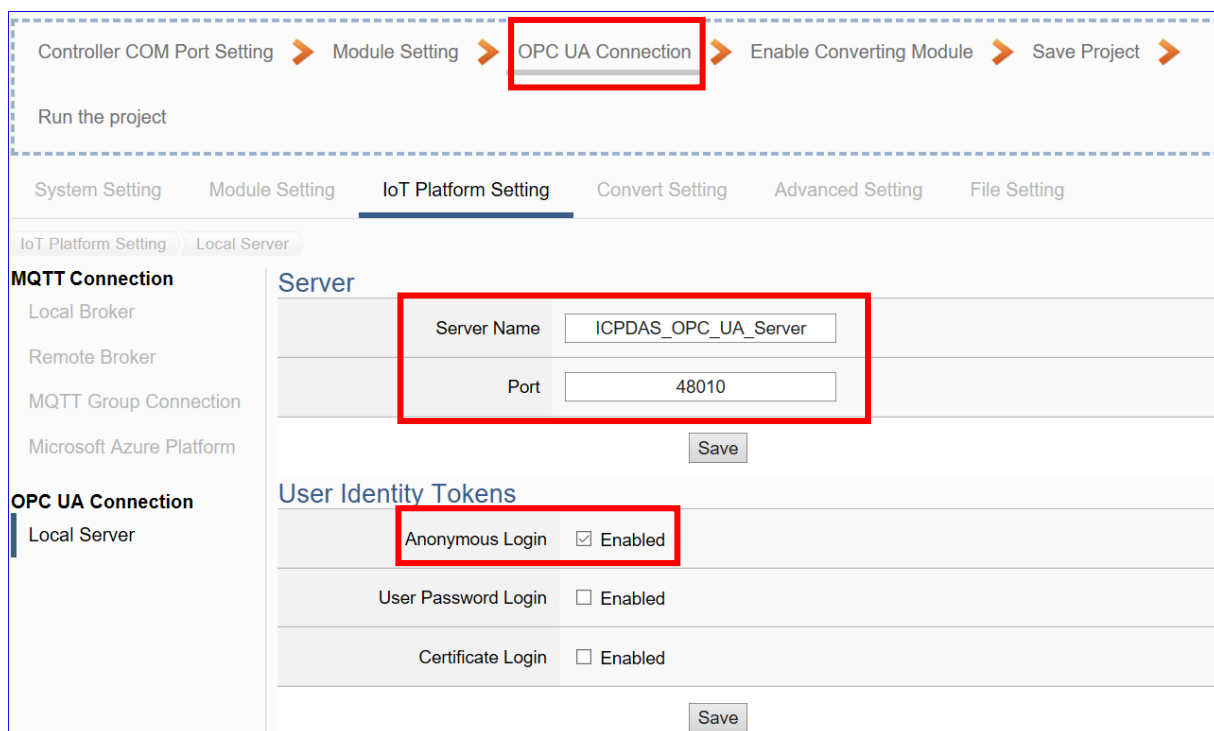 Controller COM Port Setting Module Setting OPC UA Connection Enable Converting Module Save Project
Run the project
System Setting Module Setting IoT Platform Setting Convert Setting Advanced Setting File Setting
IoT Platform Setting Local Server
MQTT Connection
Local Broker
Remote Broker
MQTT Group Connection
Microsoft Azure Platform
OPC UA Connection
Local Server
Server
Server Name ICPDAS_OPC_UA_Server
Port 48010
Save
User Identity Tokens
Anonymous Login Enabled
User Password Login Enabled
Certificate Login Enabled
Save